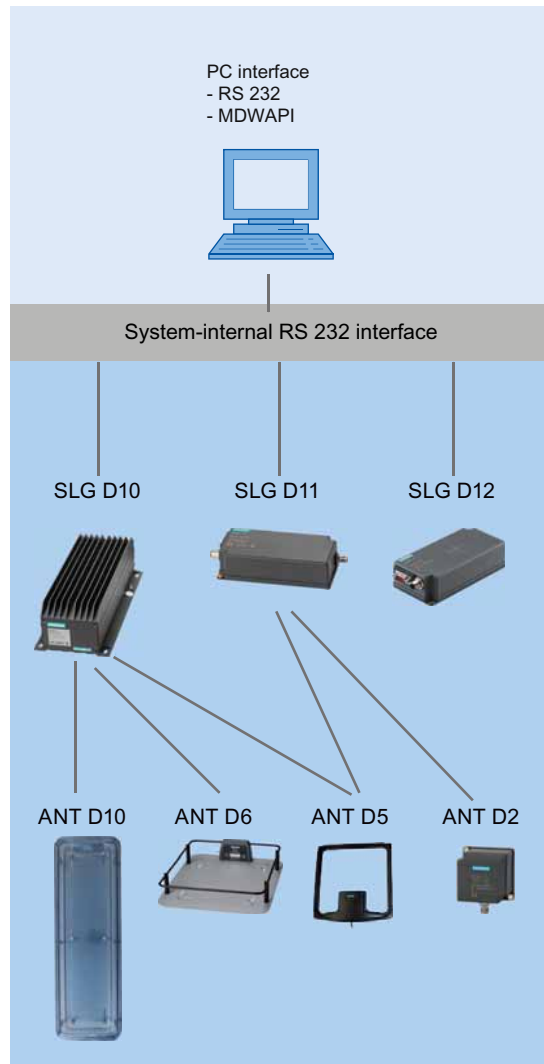 PC interface
- RS 232
- MDWAPI
System-internal RS 232 interface
SLG D10
SLG D11
SLG D12
ANT D10
ANT D6
ANT D5
ANT D2